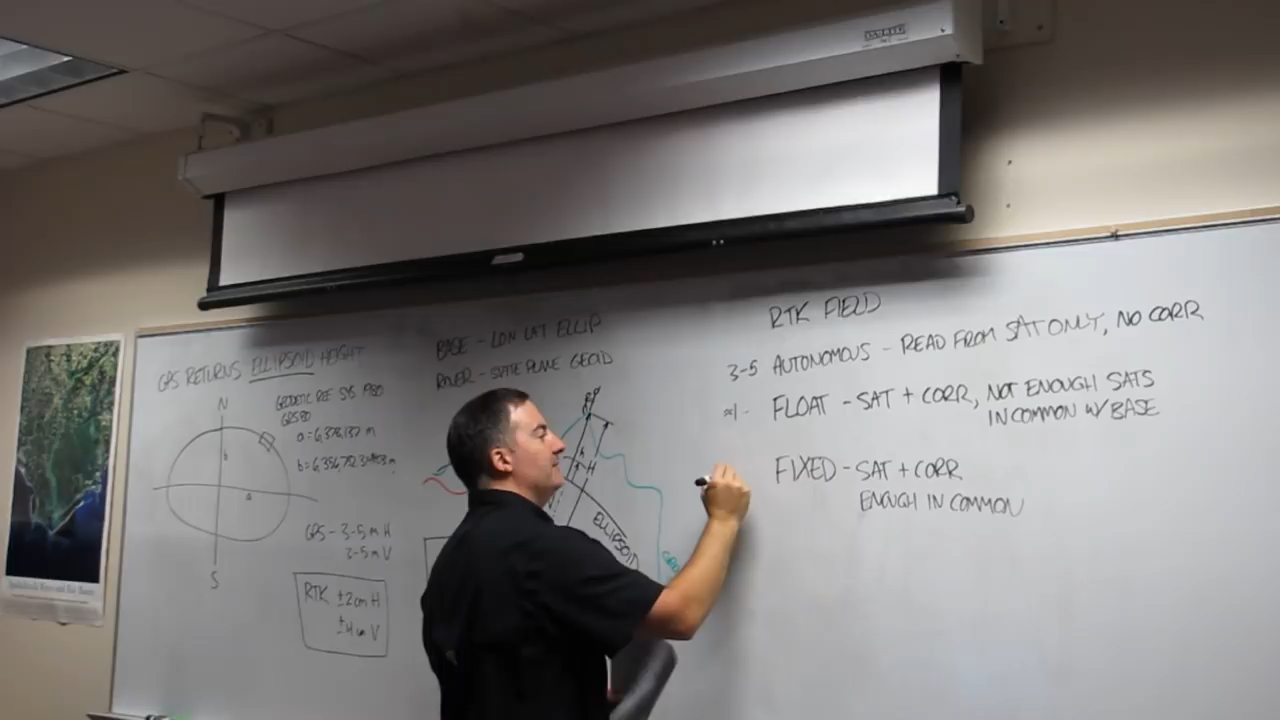 GPS RETURNS ELLIPSOID HEIGHT
N
GEODETIC REF SYS 1980
GRS80
a = 6,378,137 m
b
a
S
GPS - 3-5 m H
3-5 m V
RTK ±2cm H
±4cm V
BASE - LON LAT ELLIP
ROVER - STATE PLANE GEOID
h
H
ELLIPSOID
RTK FIELD
3-5 AUTONOMOUS - READ FROM SAT ONLY, NO CORR
≈1 - FLOAT - SAT + CORR, NOT ENOUGH SATS
IN COMMON W/ BASE
FIXED - SAT + CORR
ENOUGH IN COMMON